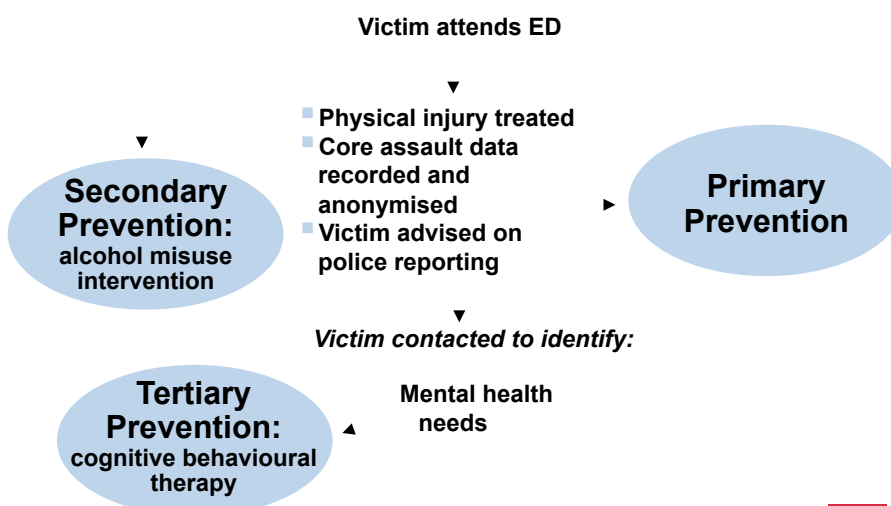 Victim attends ED
Physical injury treated
Core assault data
recorded and
anonymised
Victim advised on
police reporting
Secondary
Prevention:
alcohol misuse
intervention
Primary
Prevention
Victim contacted to identify:
Mental health
needs
Tertiary
Prevention:
cognitive behavioural
therapy